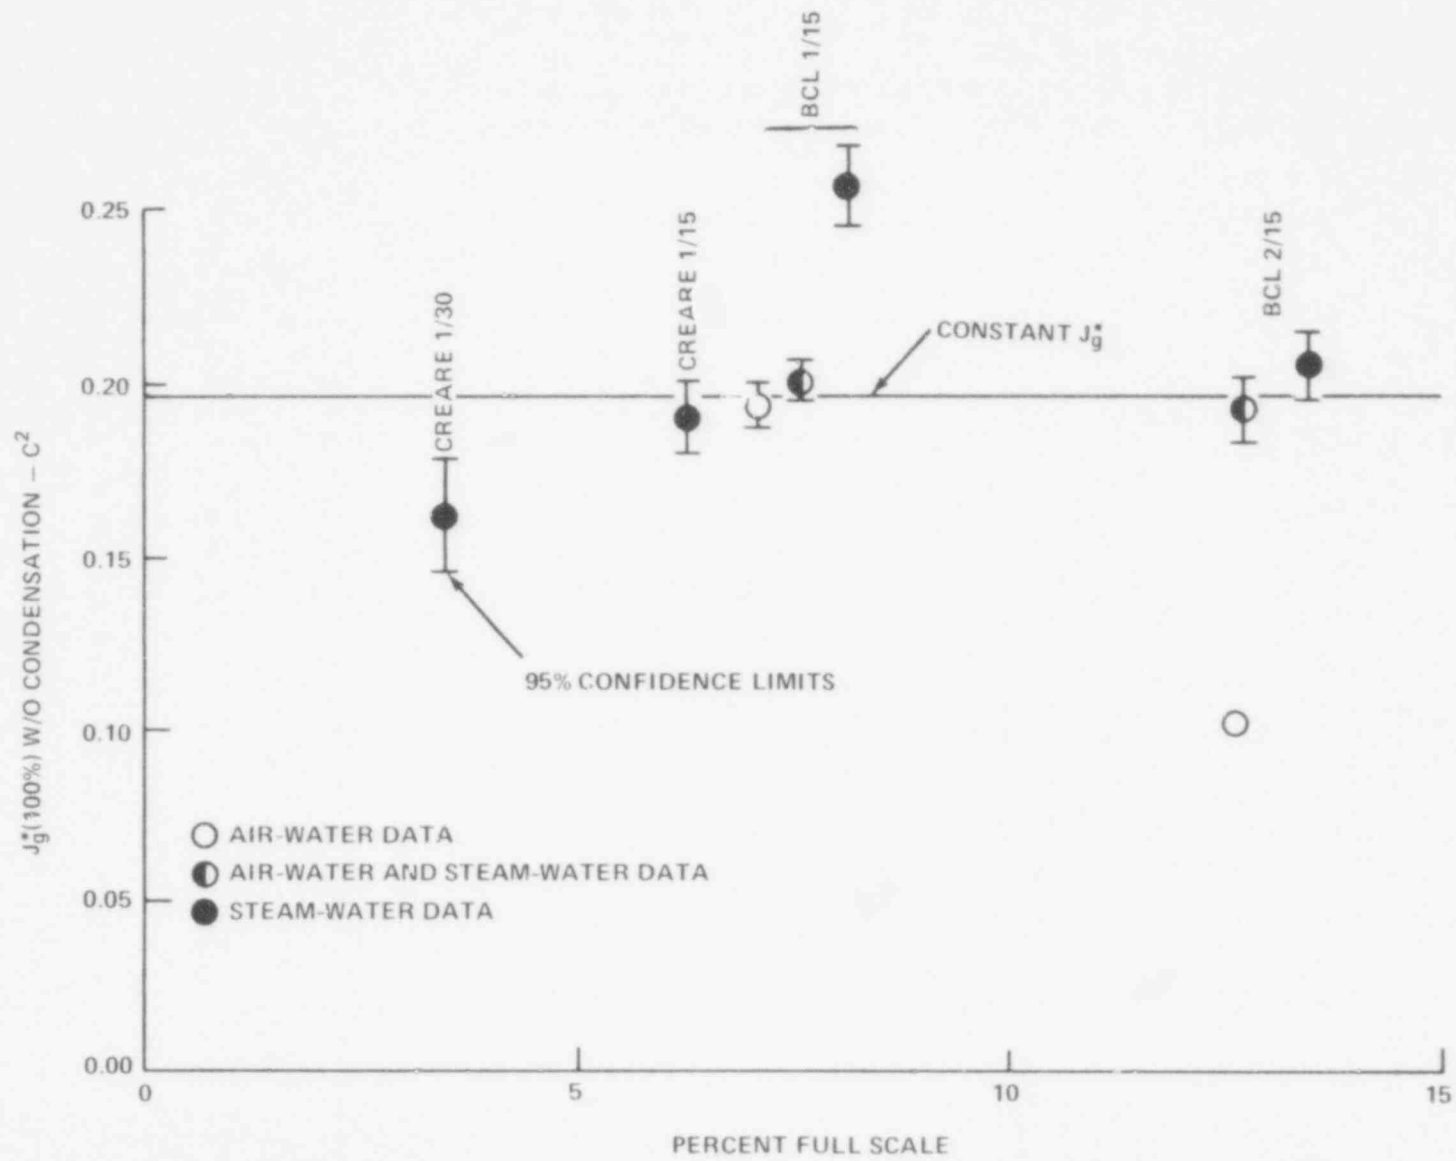 BCL 1/15
0.25
CREARE 1/15
BCL 2/15
CREARE 1/30
CONSTANT J*g
0.20
0.15
95% CONFIDENCE LIMITS
0.10
J*g(100%) W/O CONDENSATION – C²
AIR-WATER DATA
AIR-WATER AND STEAM-WATER DATA
STEAM-WATER DATA
0.05
0.00
0
5
10
15
PERCENT FULL SCALE